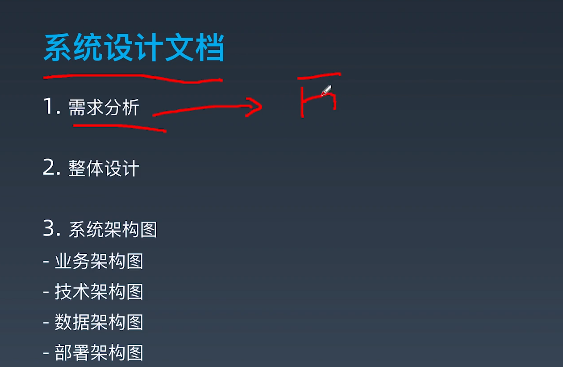 系统设计文档
1. 需求分析
2. 整体设计
3. 系统架构图
- 业务架构图
- 技术架构图
- 数据架构图
- 部署架构图